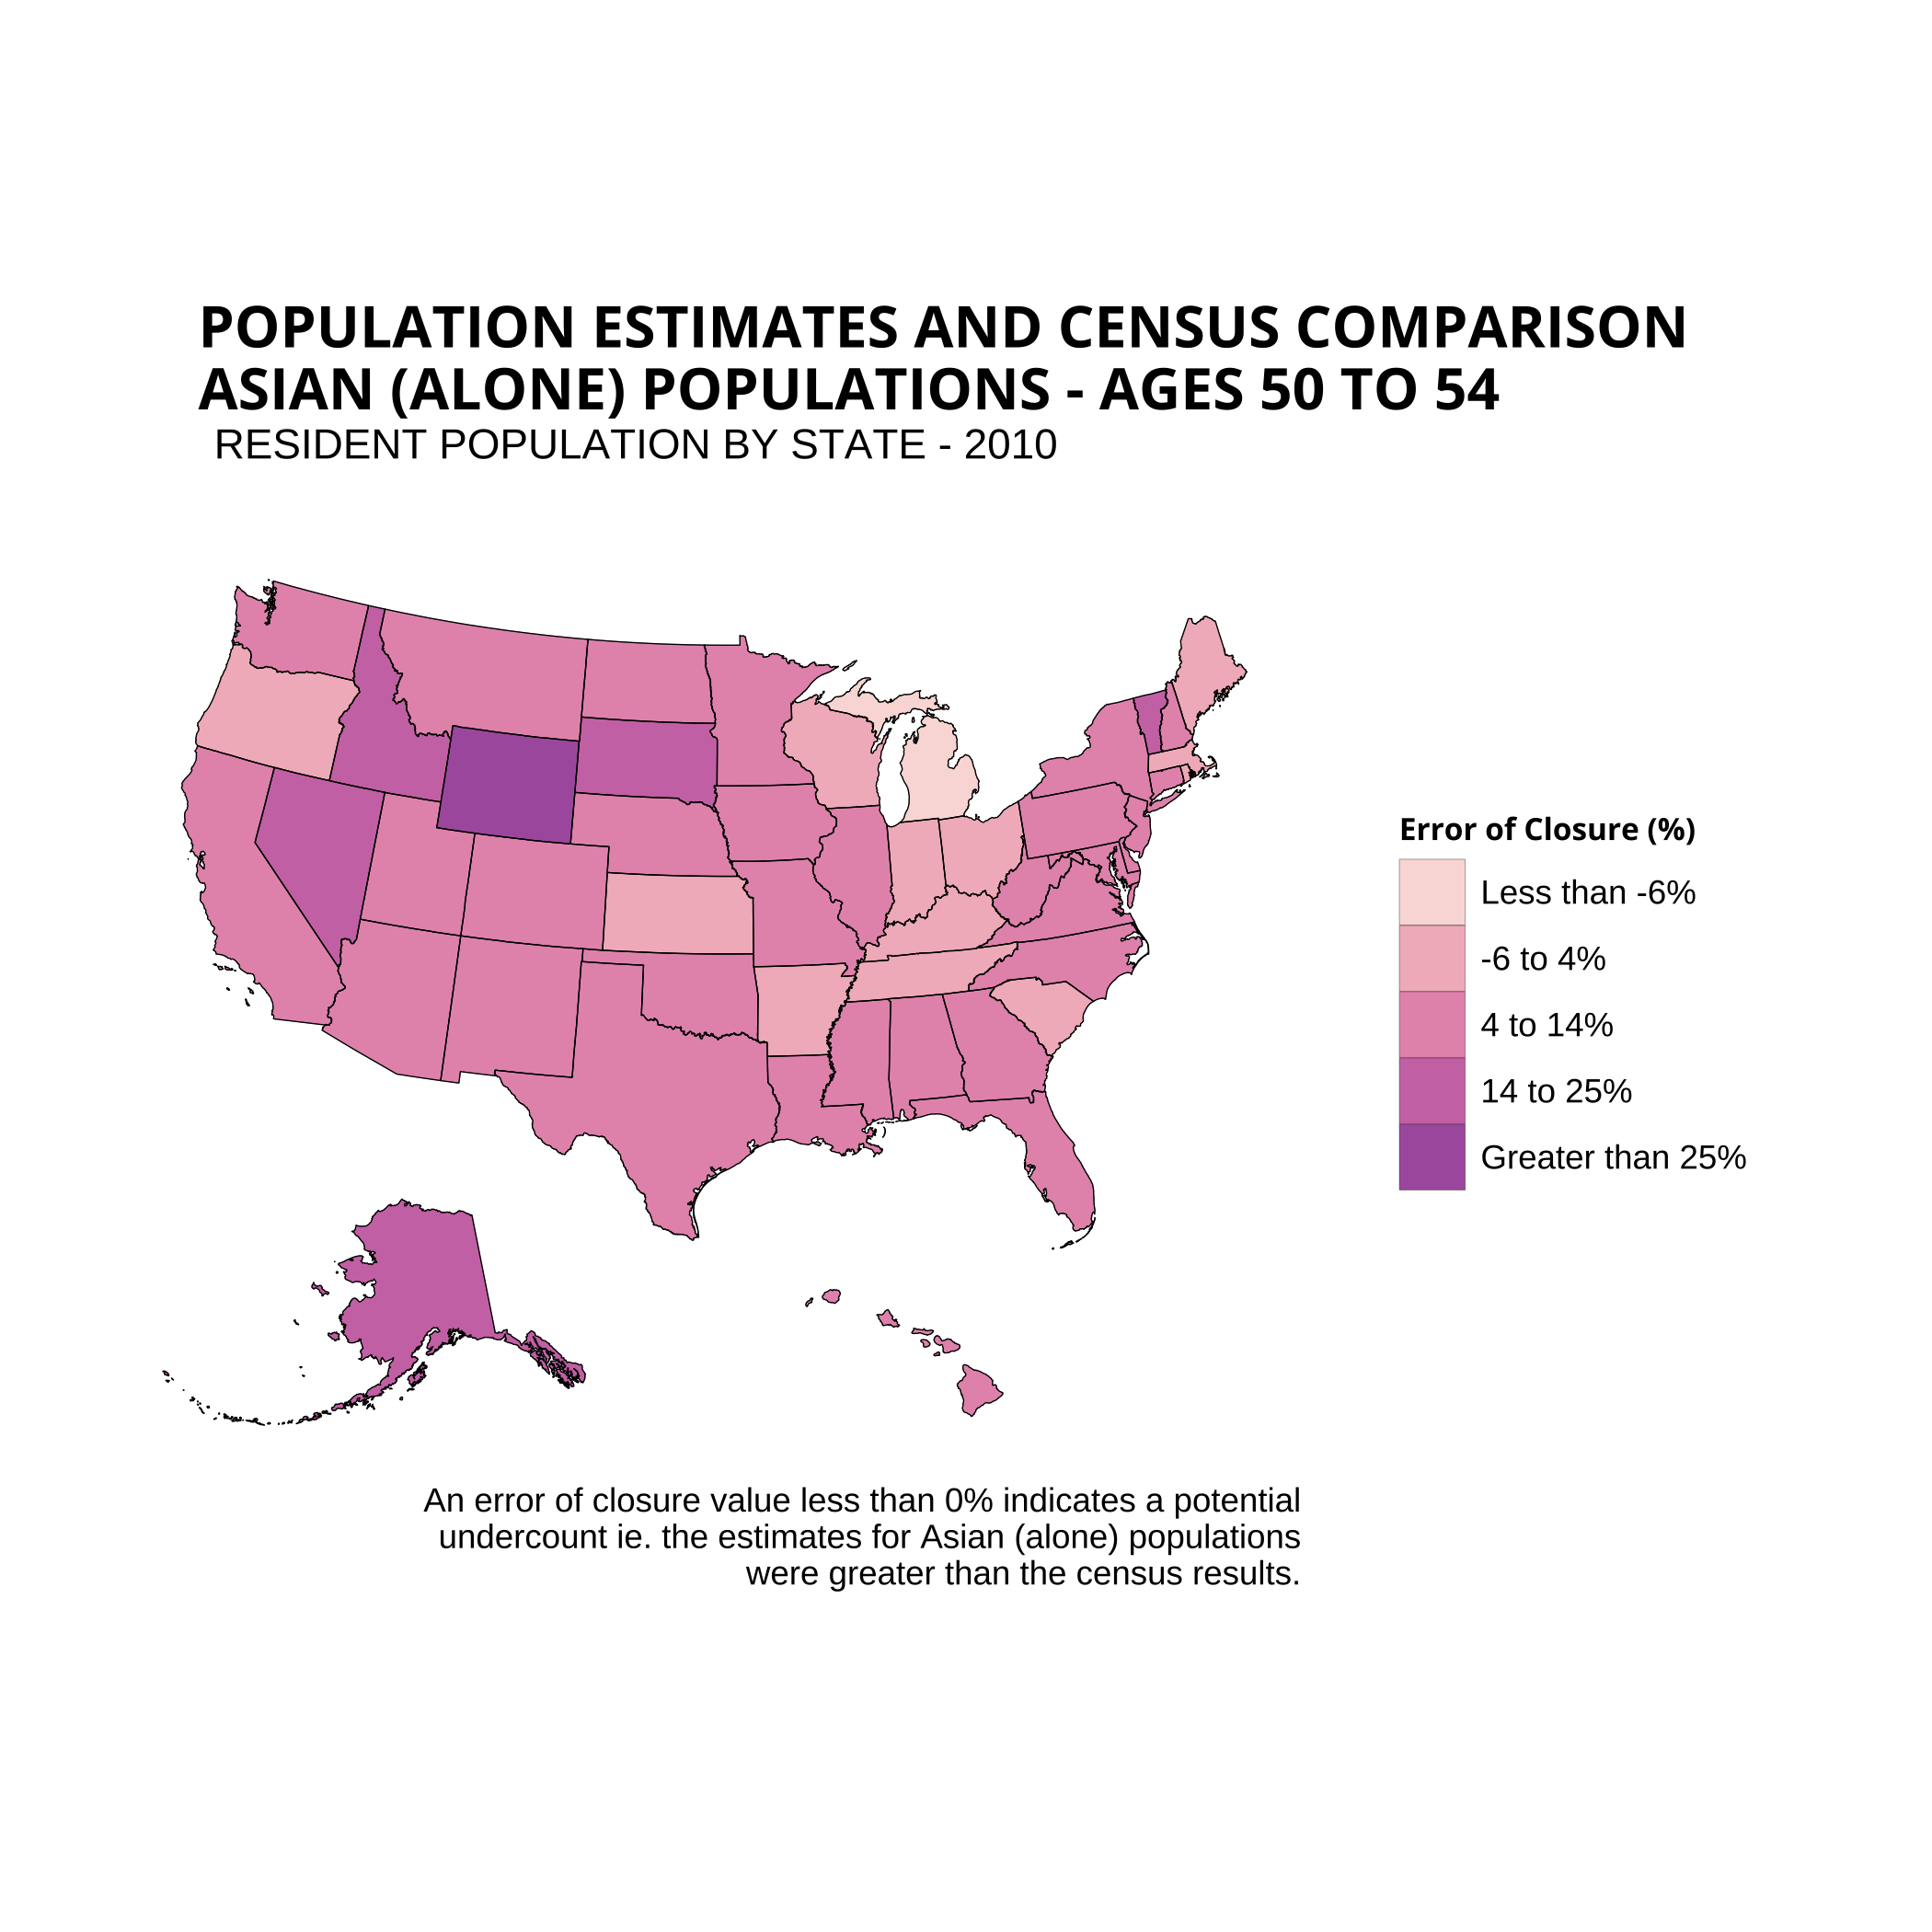 POPULATION ESTIMATES AND CENSUS COMPARISON
ASIAN (ALONE) POPULATIONS - AGES 50 TO 54
RESIDENT POPULATION BY STATE - 2010
Error of Closure (%)
Less than -6%
-6 to 4%
4 to 14%
14 to 25%
Greater than 25%
An error of closure value less than 0% indicates a potential
undercount ie. the estimates for Asian (alone) populations
were greater than the census results.